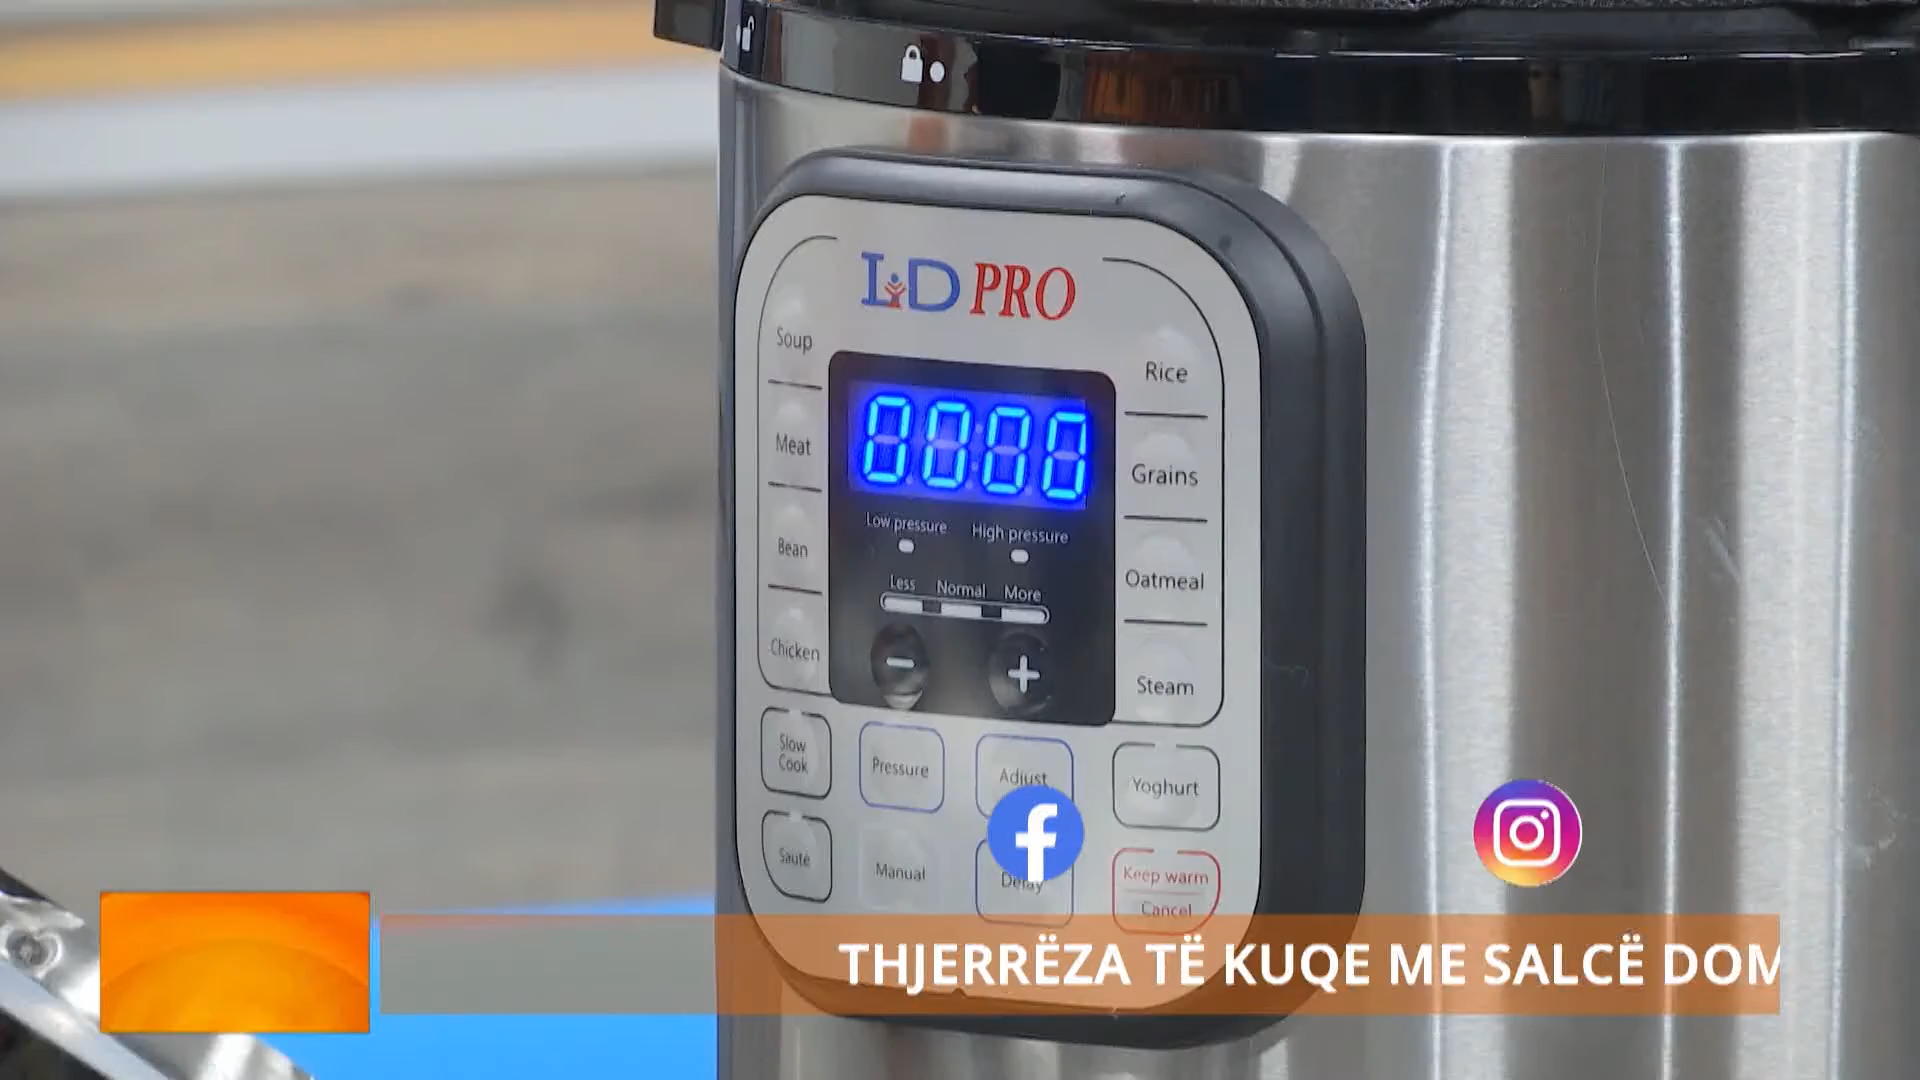 LD PRO
Soup
Meat
Bean
Chicken
0000
Low pressure
High pressure
Less Normal More
- +
Rice
Grains
Oatmeal
Steam
Slow
Cook
Pressure
Adjust
Yoghurt
Sauté
Manual
Delay
Keep warm
Cancel
THJERRËZA TË KUQE ME SALCË DOM